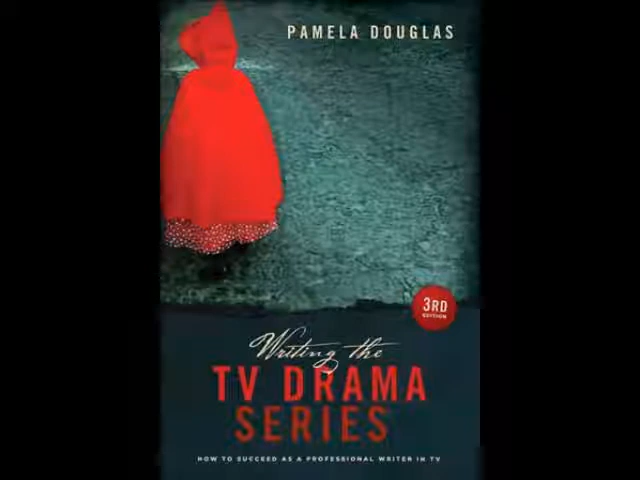 PAMELA DOUGLAS
3RD
EDITION
Writing the
TV DRAMA
SERIES
HOW TO SUCCEED AS A PROFESSIONAL WRITER IN TV